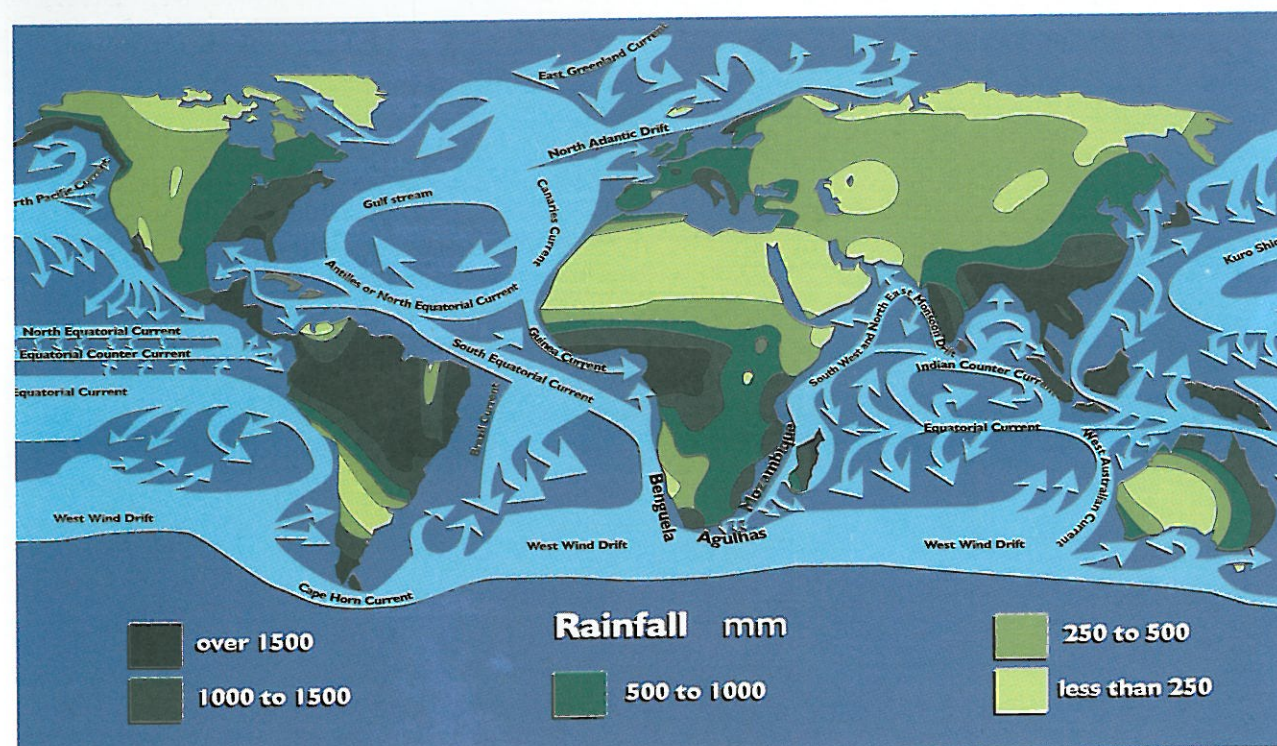 East Greenland Current
North Atlantic Drift
rth Pacific Current
Gulf stream
Canaries Current
Antilles or North Equatorial Current
North Equatorial Current
Equatorial Counter Current
Equatorial Current
Guinea Current
South Equatorial Current
Brazil Current
South West and North East Monsoon Drift
Indian Counter Current
Equatorial Current
Kuro Shi
West Australian Current
Mozambique
Benguela
Agulhas
West Wind Drift
West Wind Drift
West Wind Drift
Cape Horn Current
Rainfall mm
over 1500
1000 to 1500
500 to 1000
250 to 500
less than 250